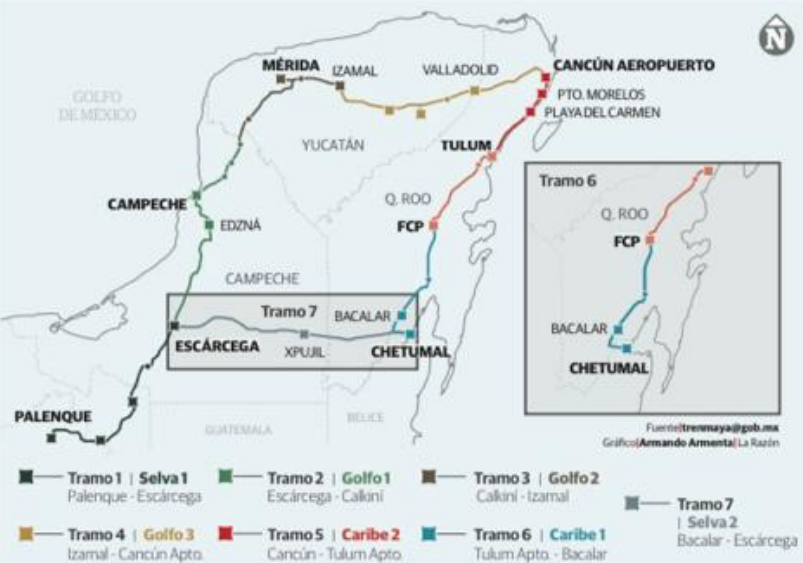 N
MÉRIDA
IZAMAL
VALLADOLID
CANCÚN AEROPUERTO
PTO. MORELOS
PLAYA DEL CARMEN
GOLFO
DE MÉXICO
YUCATÁN
TULUM
CAMPECHE
EDZNÁ
Q. ROO
FCP
CAMPECHE
Tramo 7
BACALAR
ESCÁRCEGA
XPUJIL
CHETUMAL
PALENQUE
GUATEMALA
BELICE
Tramo 6
Q. ROO
FCP
BACALAR
CHETUMAL
Fuente|trenmaya@gob.mx
Gráfico|Armando Armenta|La Razón
Tramo 1 | Selva 1
Palenque - Escárcega
Tramo 2 | Golfo 1
Escárcega - Calkiní
Tramo 3 | Golfo 2
Calkiní - Izamal
Tramo 4 | Golfo 3
Izamal - Cancún Apto.
Tramo 5 | Caribe 2
Cancún - Tulum Apto.
Tramo 6 | Caribe 1
Tulum Apto. - Bacalar
Tramo 7
| Selva 2
Bacalar - Escárcega